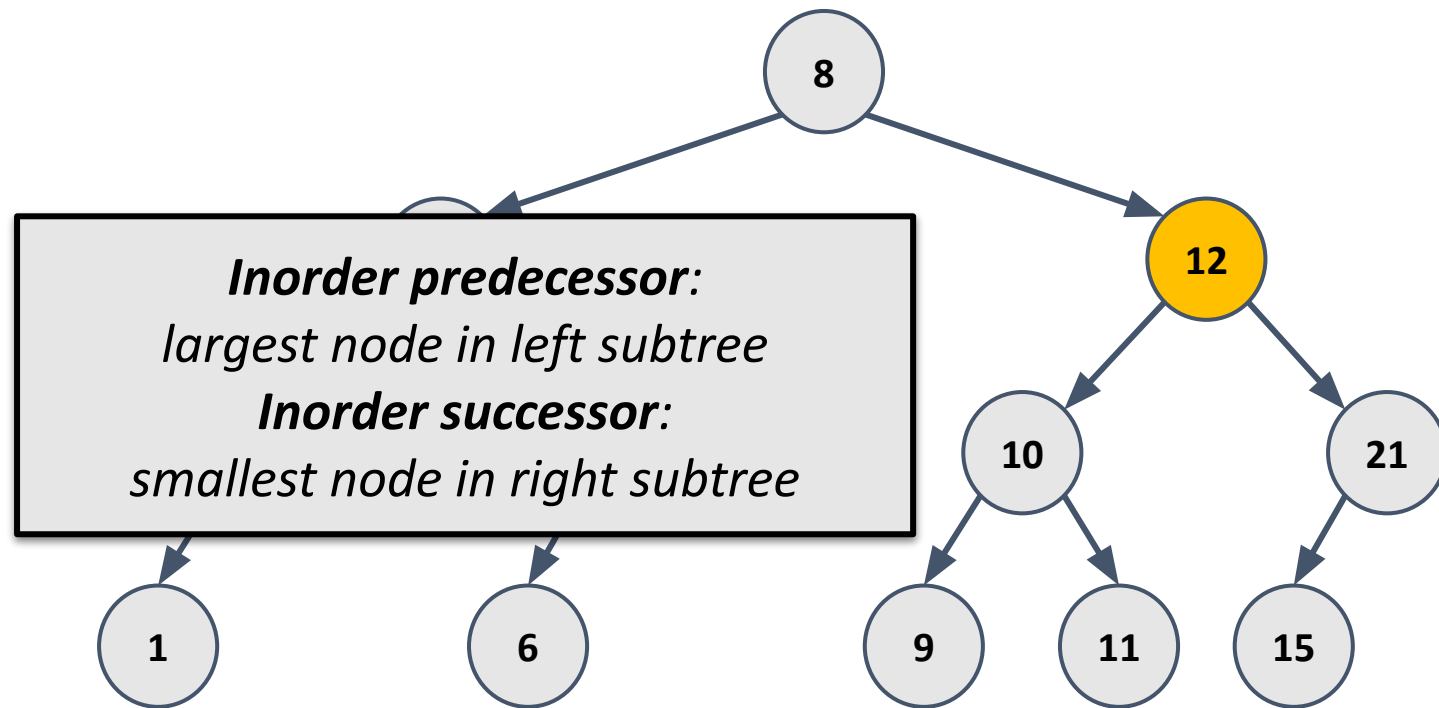 8
12
Inorder predecessor:
largest node in left subtree
Inorder successor:
smallest node in right subtree
10
21
1
6
9
11
15